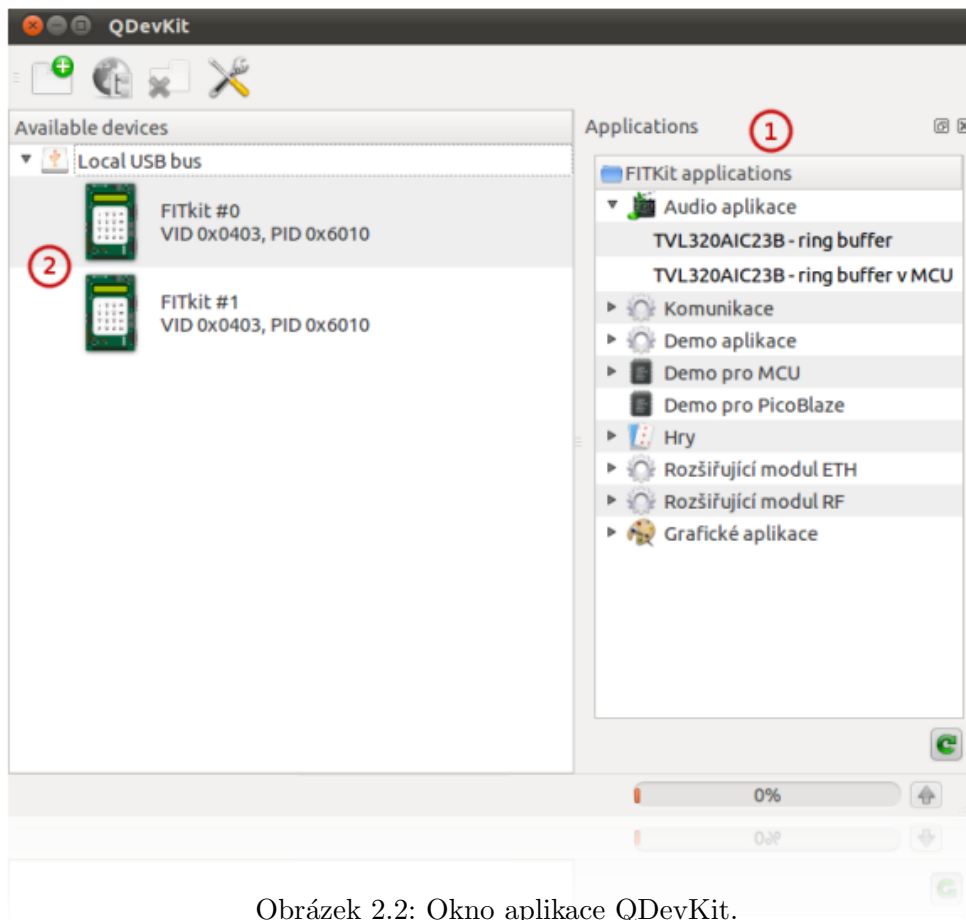 QDevKit
Available devices
Local USB bus
FITkit #0
VID 0x0403, PID 0x6010
2
FITkit #1
VID 0x0403, PID 0x6010
Applications
1
FITKit applications
Audio aplikace
TVL320AIC23B - ring buffer
TVL320AIC23B - ring buffer v MCU
Komunikace
Demo aplikace
Demo pro MCU
Demo pro PicoBlaze
Hry
Rozšiřující modul ETH
Rozšiřující modul RF
Grafické aplikace
0%
0%
Obrázek 2.2: Okno aplikace QDevKit.